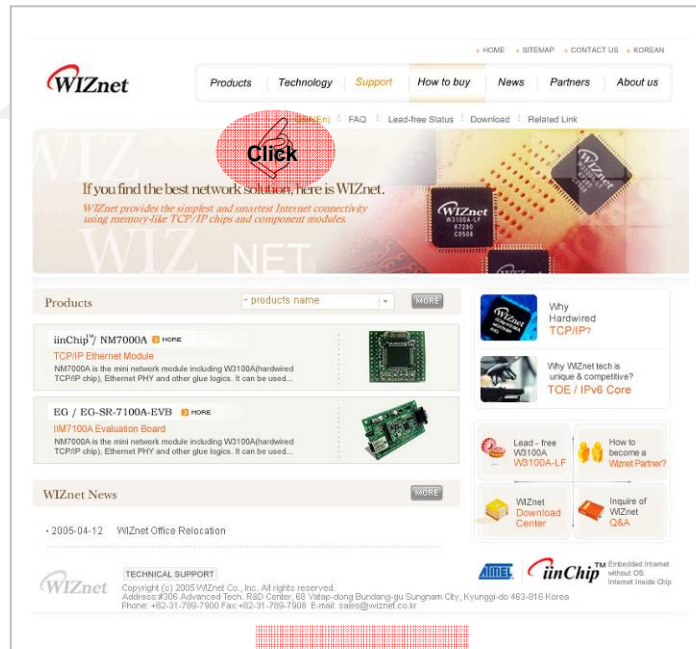 HOME SITEMAP CONTACT US KOREAN
WIZnet
Products Technology Support How to buy News Partners About us
(En) FAQ Lead-free Status Download Related Link
Click
WIZ
If you find the best network solution, here is WIZnet.
WIZnet provides the simplest and smartest Internet connectivity
using memory-like TCP/IP chips and component modules.
WIZ NET
WIZnet
W3100A-LF
K7290
C0508
WIZnet
Products
- products name
MORE
iinChip™/ NM7000A MORE
TCP/IP Ethernet Module
NM7000A is the mini network module including W3100A(hardwired
TCP/IP chip), Ethernet PHY and other glue logics. It can be used...
EG / EG-SR-7100A-EVB MORE
IIM7100A Evaluation Board
NM7000A is the mini network module including W3100A(hardwired
TCP/IP chip), Ethernet PHY and other glue logics. It can be used...
Why
Hardwired
TCP/IP?
Why WIZnet tech is
unique & competitive?
TOE / IPv6 Core
Lead - free
W3100A
W3100A-LF
How to
become a
Wiznet Partner?
WIZnet
Download
Center
Inquire of
WIZnet
Q&A
WIZnet News
MORE
• 2005-04-12 WIZnet Office Relocation
ATMEL
iinChip™
Embedded Internet
without OS.
Internet Inside Chip
WIZnet
TECHNICAL SUPPORT
Copyright (c) 2005 WIZnet Co., Inc. All rights reserved.
Address:#306 Advanced Tech. R&D Center, 68 Yatap-dong Bundang-gu Sungnam City, Kyunggi-do 463-816 Korea
Phone: +82-31-789-7900 Fax:+82-31-789-7908 E-mail: sales@wiznet.co.kr